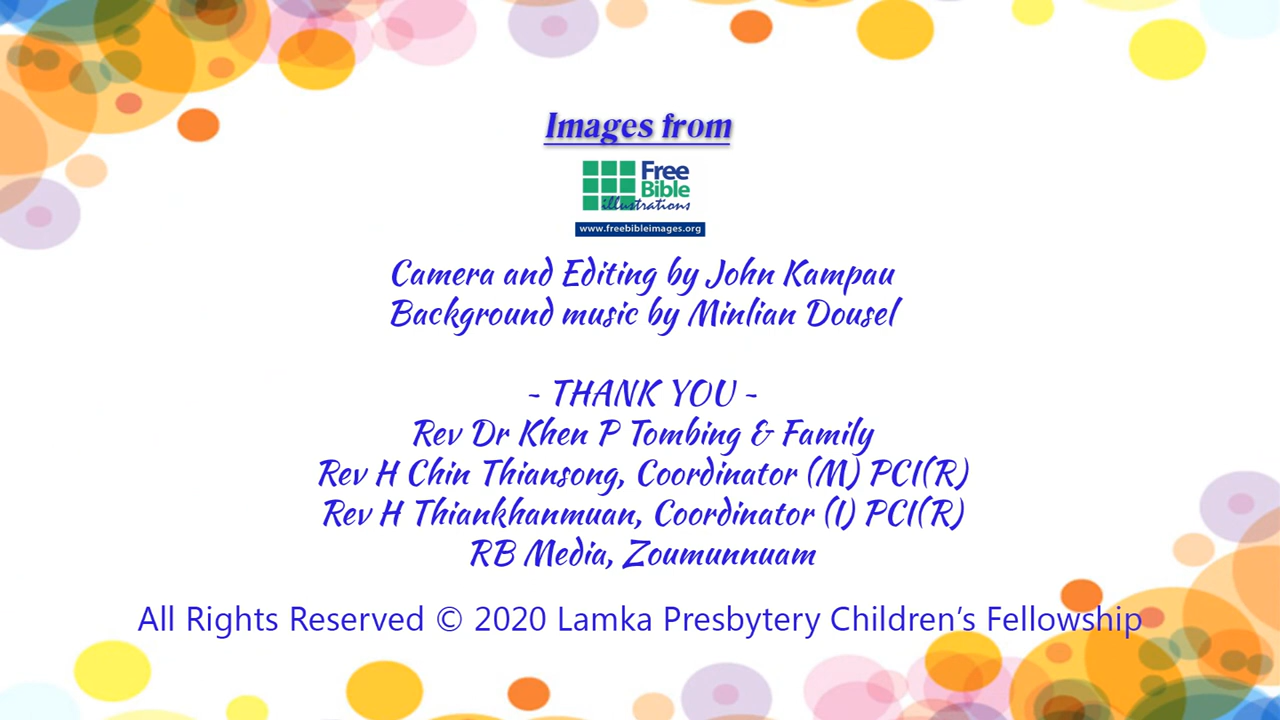 Images from
Free
Bible
illustrations
www.freebibleimages.org
Camera and Editing by John Kampau
Background music by Minlian Dousel
~ THANK YOU ~
Rev Dr Khen P Tombing & Family
Rev H Chin Thiansong, Coordinator (M) PCI(R)
Rev H Thiankhanmuan, Coordinator (I) PCI(R)
RB Media, Zoumunnuam
All Rights Reserved © 2020 Lamka Presbytery Children’s Fellowship